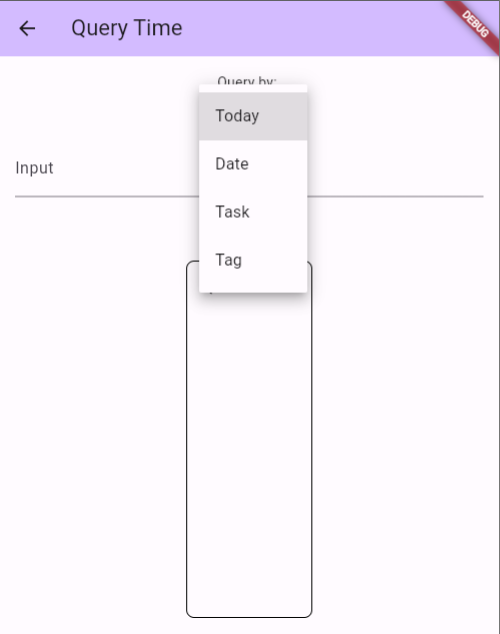 Query Time
DEBUG
Query by:
Today
Date
Input
Task
Tag